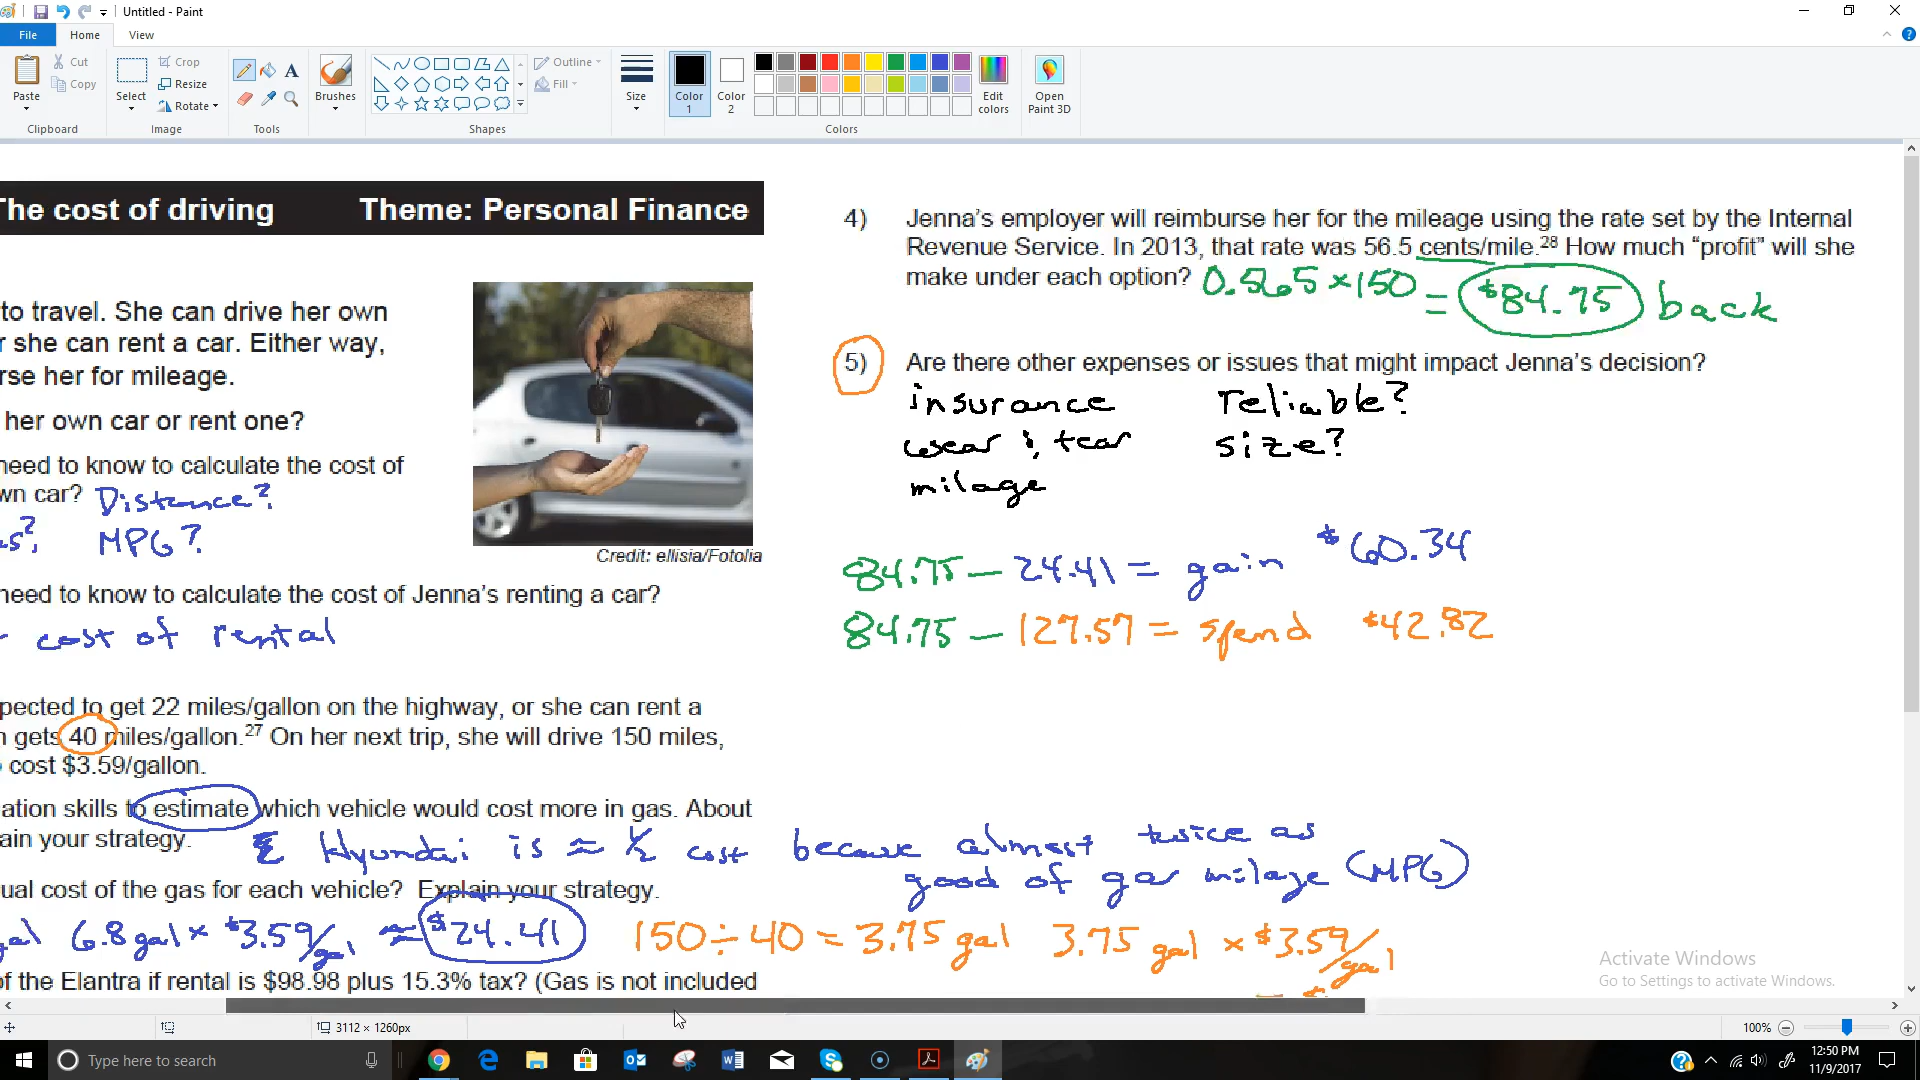 Untitled - Paint
File
Home
View
Paste
Cut
Copy
Clipboard
Select
Crop
Resize
Rotate
Image
Tools
Brushes
Shapes
Outline
Fill
Size
Color 1
Color 2
Colors
Edit colors
Open Paint 3D
The cost of driving Theme: Personal Finance
to travel. She can drive her own
r she can rent a car. Either way,
rse her for mileage.
her own car or rent one?
need to know to calculate the cost of
wn car? Distance?
s?, MPG?
Credit: ellisia/Fotolia
need to know to calculate the cost of Jenna's renting a car?
cost of rental
pected to get 22 miles/gallon on the highway, or she can rent a
n gets 40 miles/gallon.27 On her next trip, she will drive 150 miles,
cost $3.59/gallon.
ation skills to estimate which vehicle would cost more in gas. About
ain your strategy.
Hyundai is ≈ 1/2 cost because almost twice as
good of gas milage (MPG)
ual cost of the gas for each vehicle? Explain your strategy.
gal 6.8 gal × $3.59/gal ≈ $24.41 150 ÷ 40 = 3.75 gal 3.75 gal × $3.59/gal
of the Elantra if rental is $98.98 plus 15.3% tax? (Gas is not included
4) Jenna's employer will reimburse her for the mileage using the rate set by the Internal
Revenue Service. In 2013, that rate was 56.5 cents/mile.28 How much "profit" will she
make under each option? 0.565 × 150 = $84.75 back
5) Are there other expenses or issues that might impact Jenna's decision?
insurance reliable?
wear & tear size?
milage
84.75 - 24.41 = gain $60.34
84.75 - 127.57 = spend $42.82
Activate Windows
Go to Settings to activate Windows.
3112 × 1260px
100%
Type here to search
12:50 PM
11/9/2017